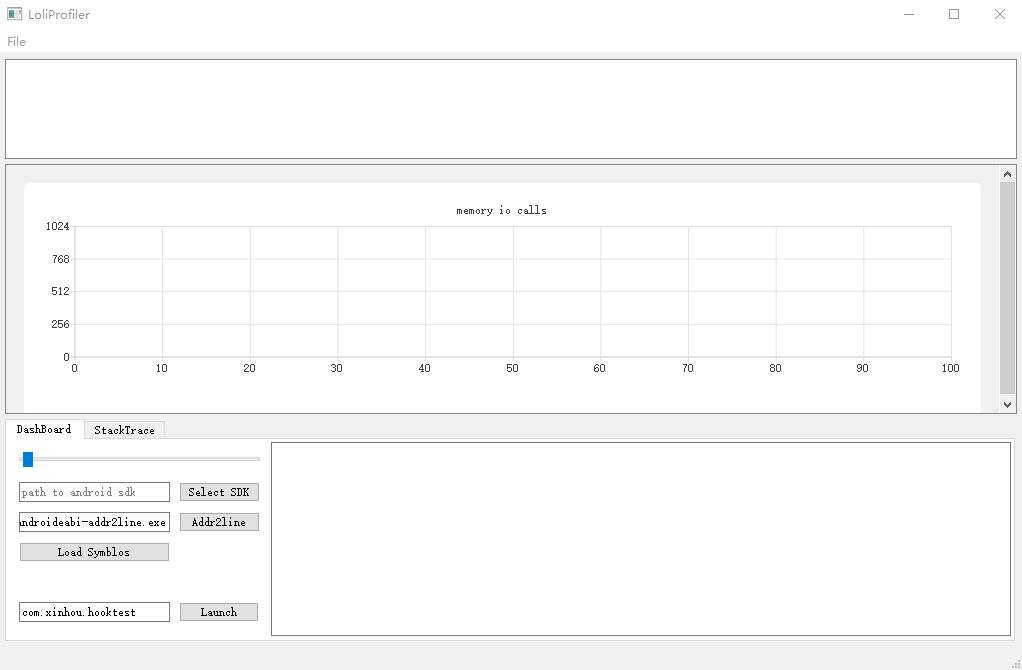 LoliProfiler
File
memory io calls
1024
768
512
256
0
0 10 20 30 40 50 60 70 80 90 100
DashBoard StackTrace
path to android sdk Select SDK
ndroideabi-addr2line.exe Addr2line
Load Symblos
com.xinhou.hooktest Launch